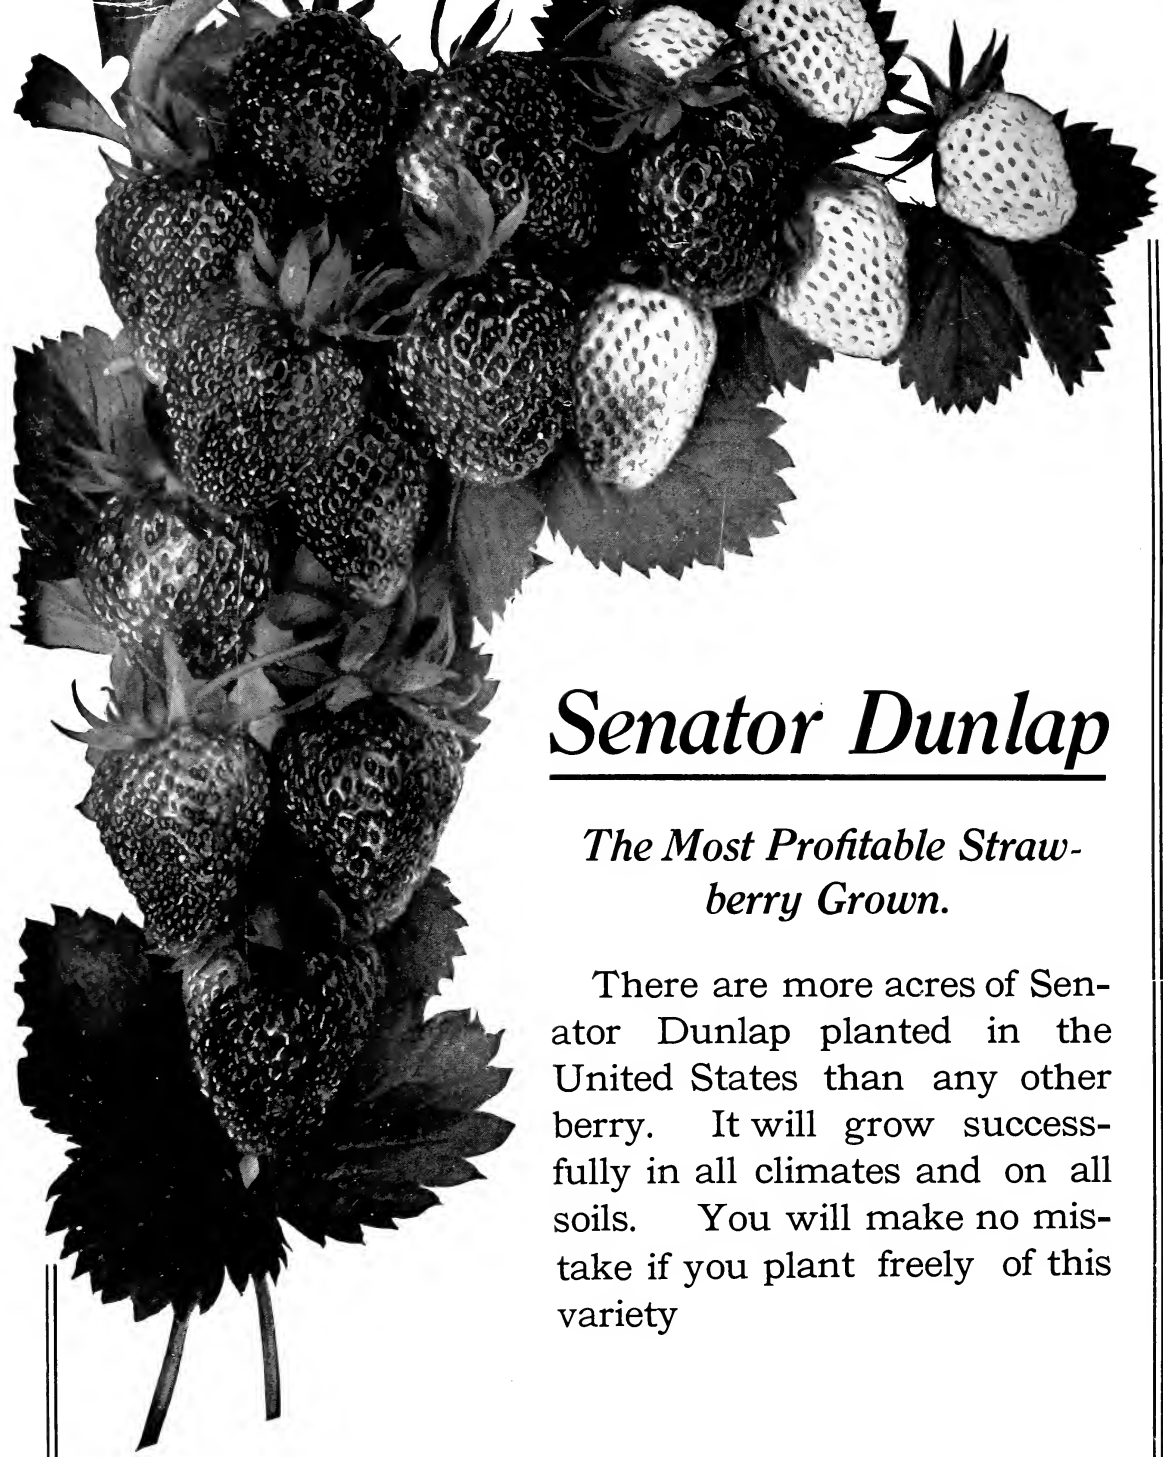 Senator Dunlap
The Most Profitable Straw-
berry Grown.
There are more acres of Sen-
ator Dunlap planted in the
United States than any other
berry. It will grow success-
fully in all climates and on all
soils. You will make no mis-
take if you plant freely of this
variety